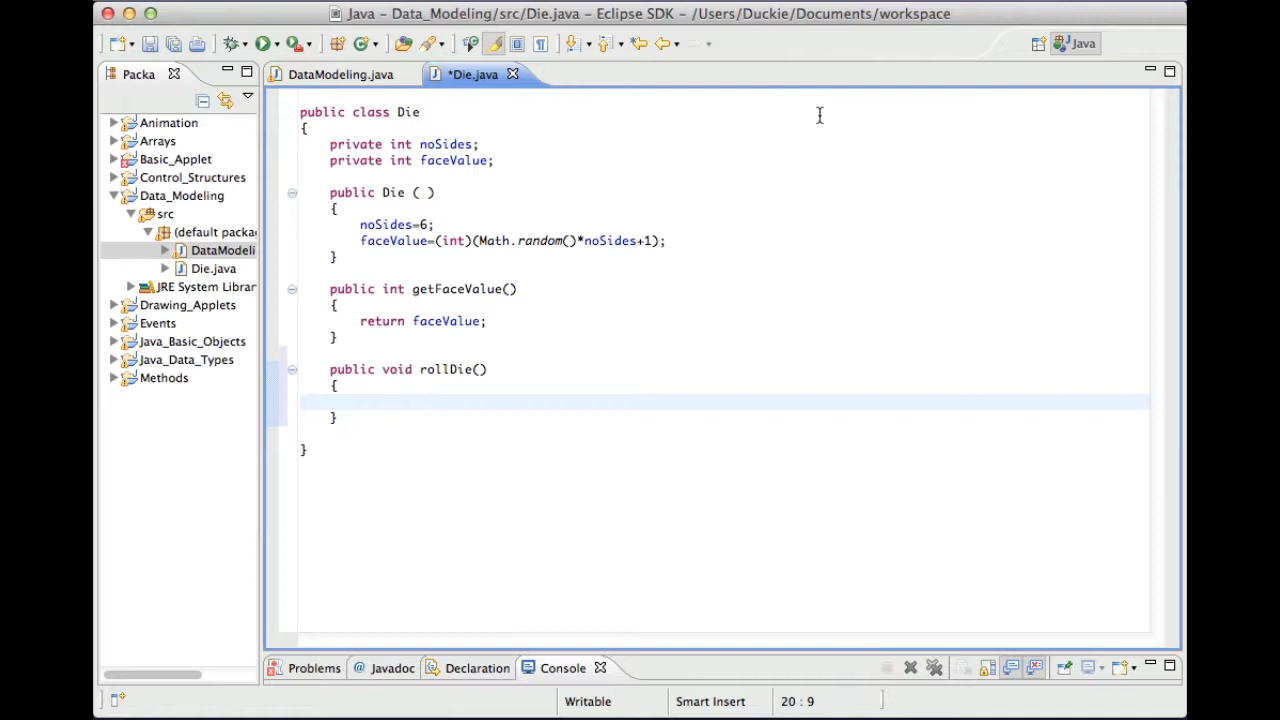 Java - Data_Modeling/src/Die.java - Eclipse SDK - /Users/Duckie/Documents/workspace
Java
Packa
DataModeling.java
*Die.java
Animation
Arrays
Basic_Applet
Control_Structures
Data_Modeling
src
(default packa
DataModeli
Die.java
JRE System Librar
Drawing_Applets
Events
Java_Basic_Objects
Java_Data_Types
Methods
public class Die
{
private int noSides;
private int faceValue;
public Die ( )
{
noSides=6;
faceValue=(int)(Math.random()*noSides+1);
}
public int getFaceValue()
{
return faceValue;
}
public void rollDie()
{
}
}
Problems
@ Javadoc
Declaration
Console
Writable
Smart Insert
20 : 9